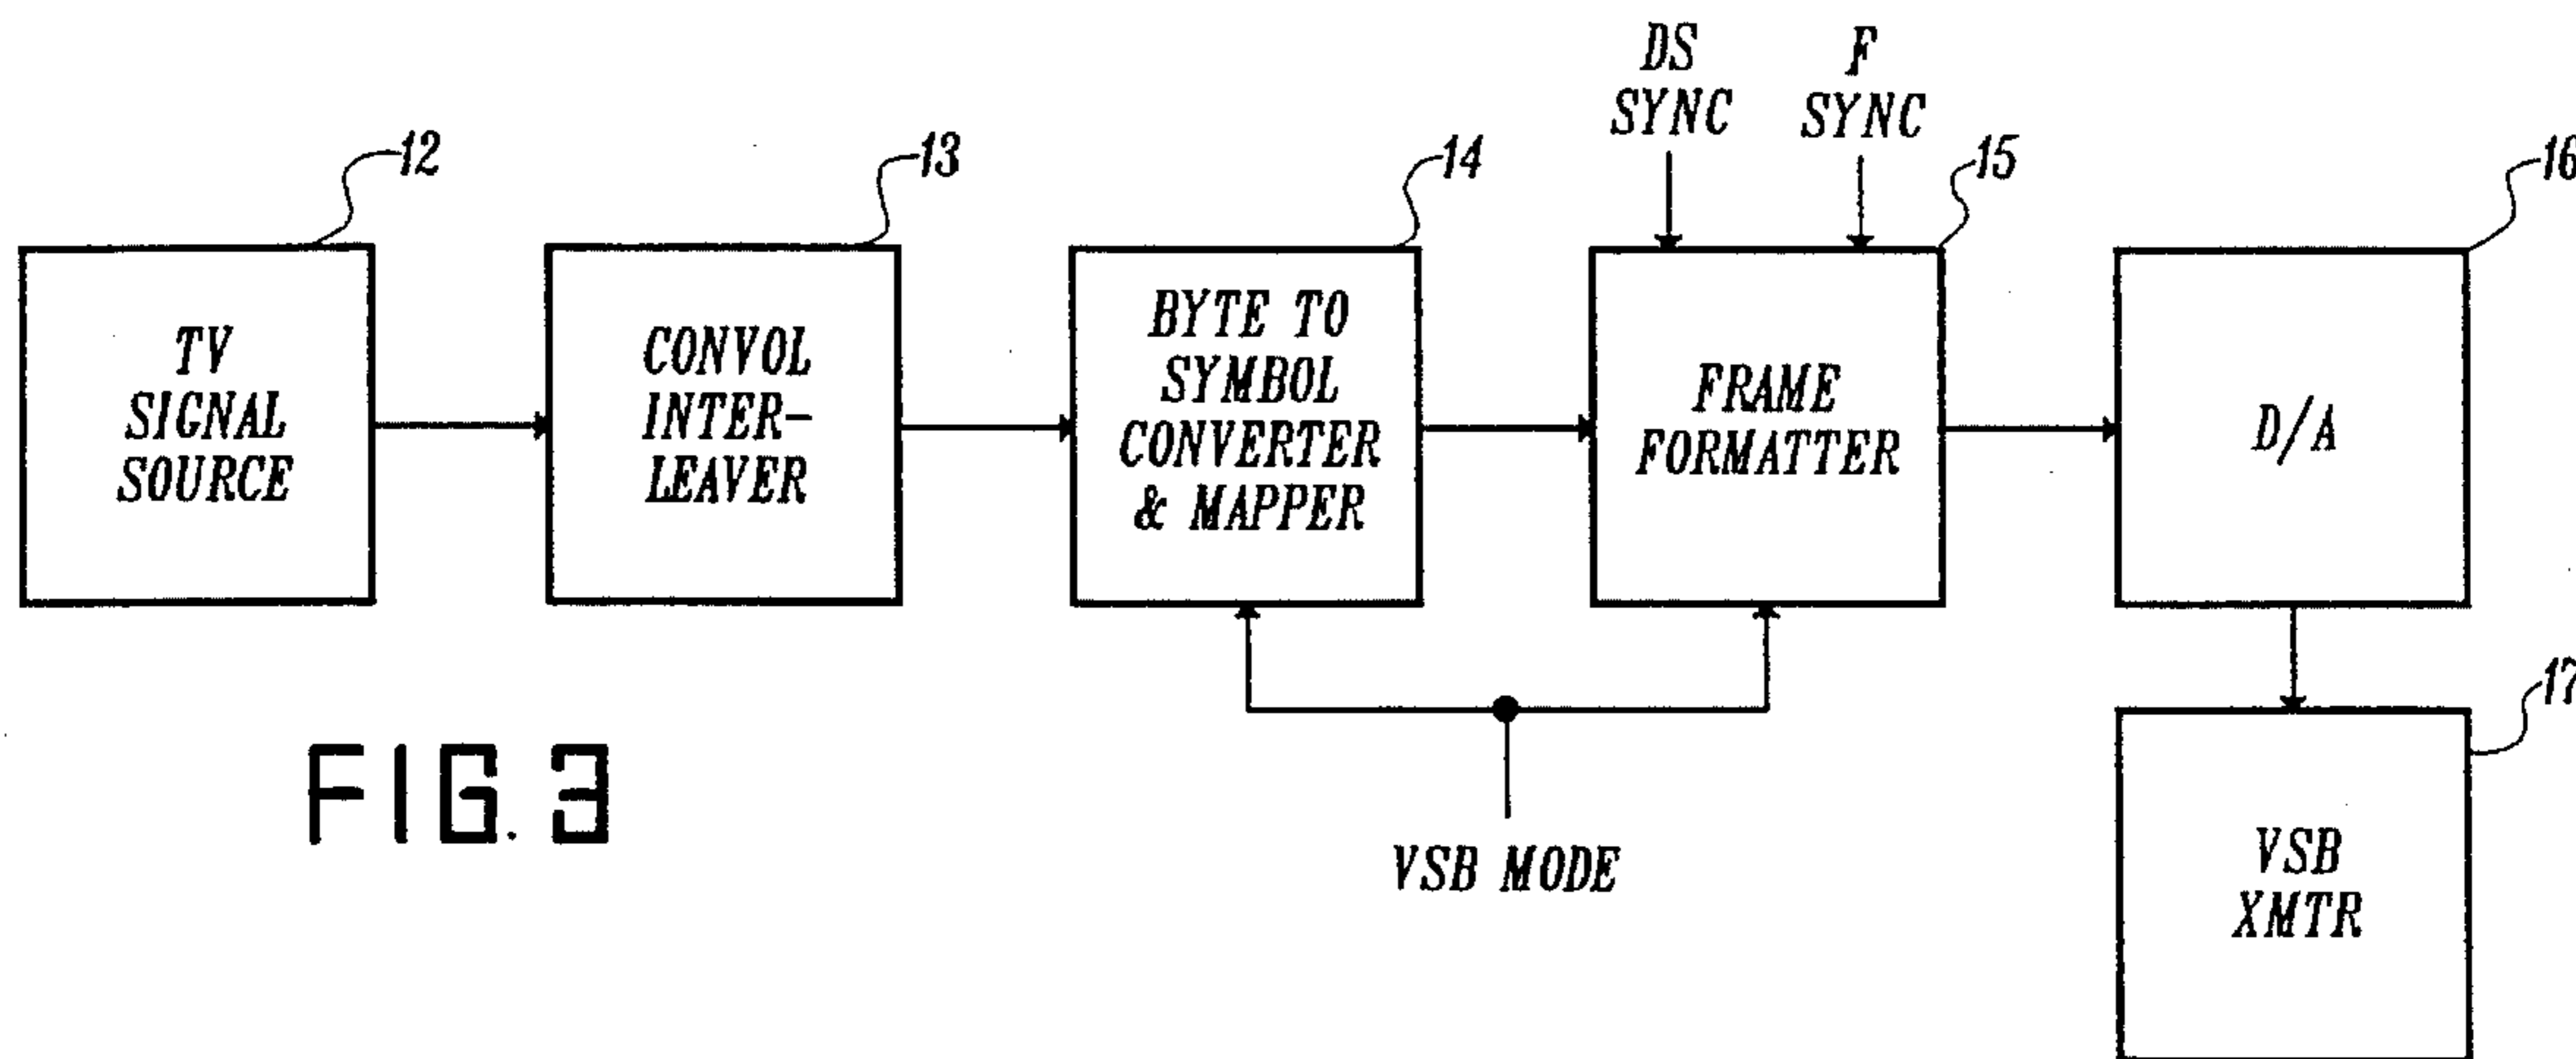 DS
SYNC
F
SYNC
12
13
14
15
16
TV
SIGNAL
SOURCE
CONVOL
INTER-
LEAVER
BYTE TO
SYMBOL
CONVERTER
& MAPPER
FRAME
FORMATTER
D/A
17
VSB MODE
VSB
XMTR
FIG. 3